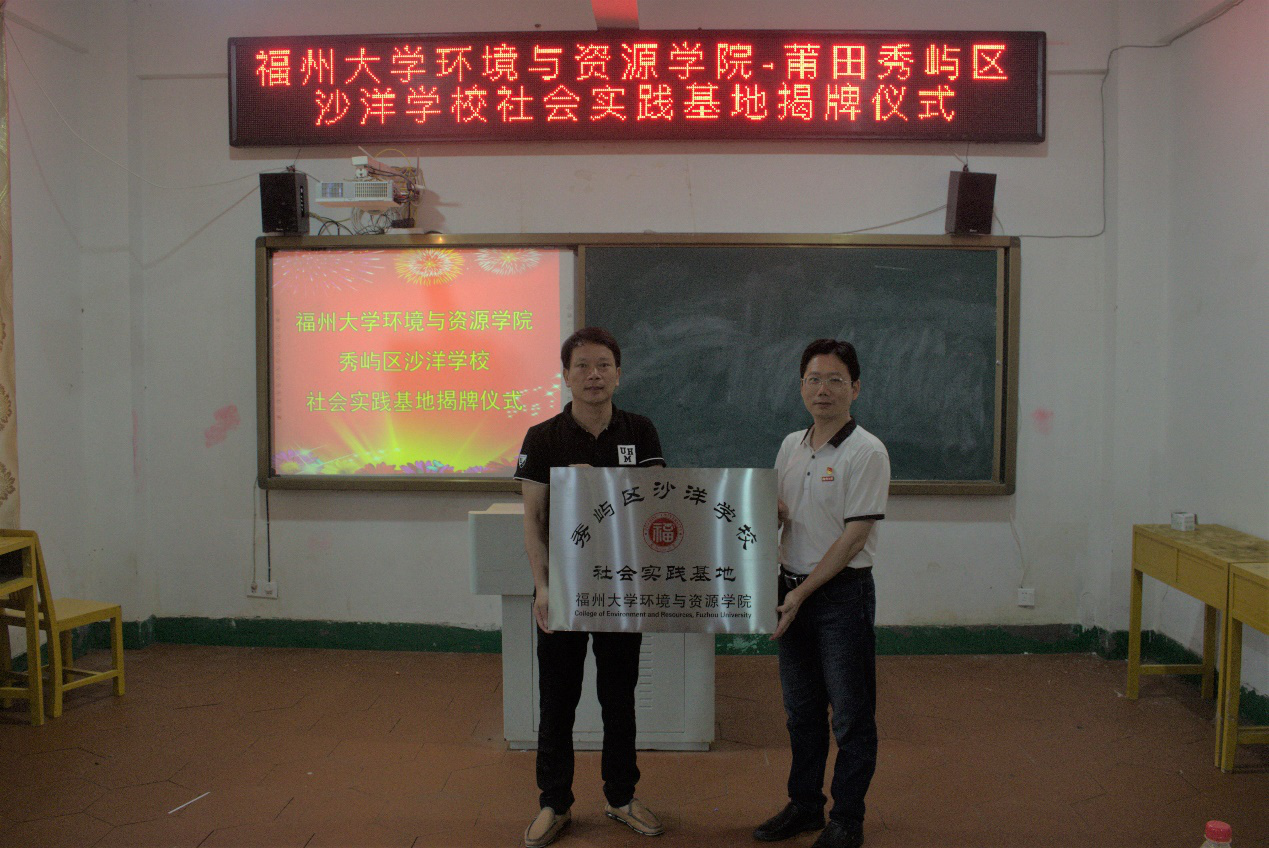 福州大学环境与资源学院-莆田秀屿区
沙洋学校社会实践基地揭牌仪式
福州大学环境与资源学院
秀屿区沙洋学校
社会实践基地揭牌仪式
UH
M
秀屿区沙洋学校
福
社会实践基地
福州大学环境与资源学院
College of Environment and Resources, Fuzhou University